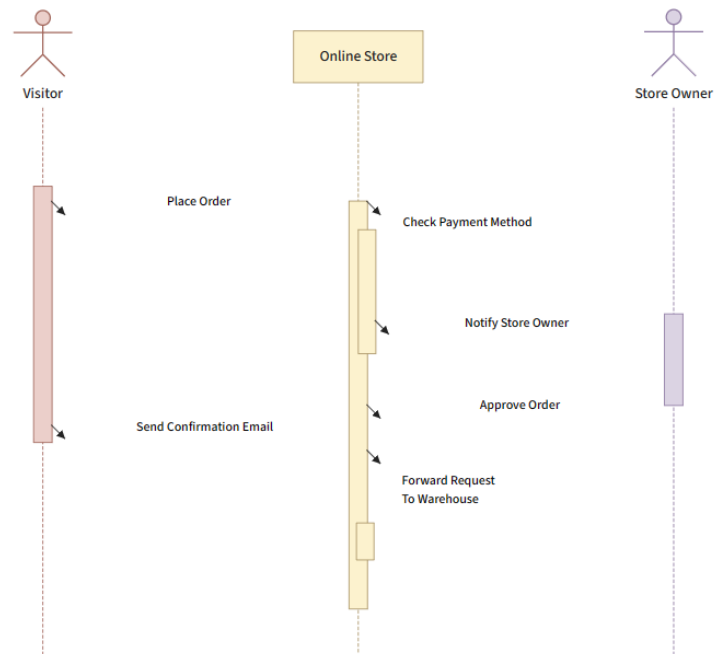 Online Store
Visitor
Store Owner
Place Order
Check Payment Method
Notify Store Owner
Approve Order
Send Confirmation Email
Forward Request
To Warehouse